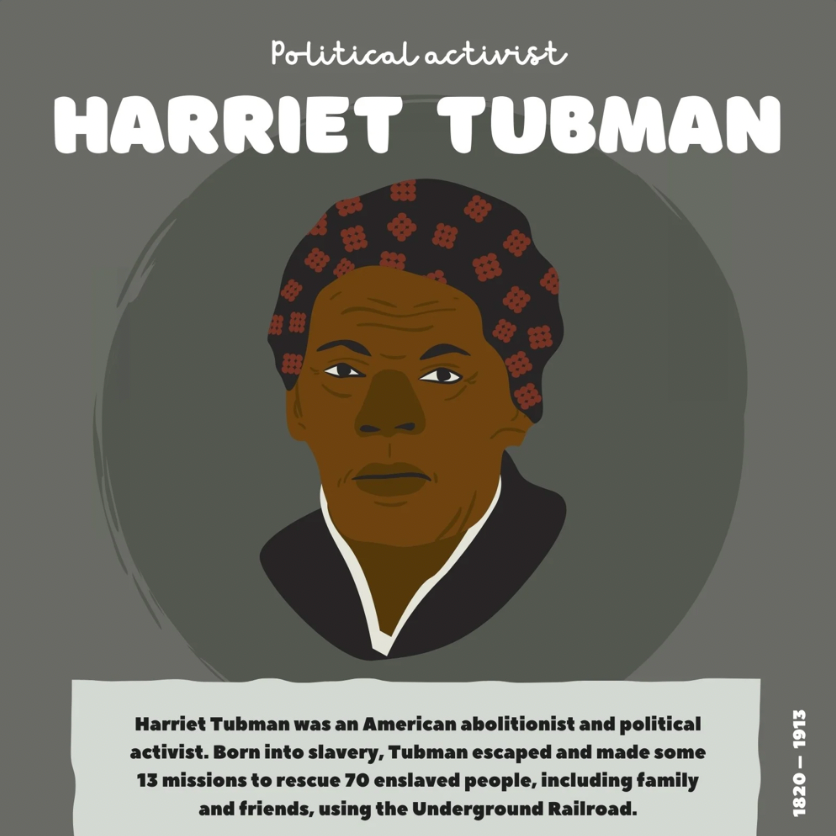 Political activist
HARRIET TUBMAN
Harriet Tubman was an American abolitionist and political
activist. Born into slavery, Tubman escaped and made some
13 missions to rescue 70 enslaved people, including family
and friends, using the Underground Railroad.
1820 – 1913